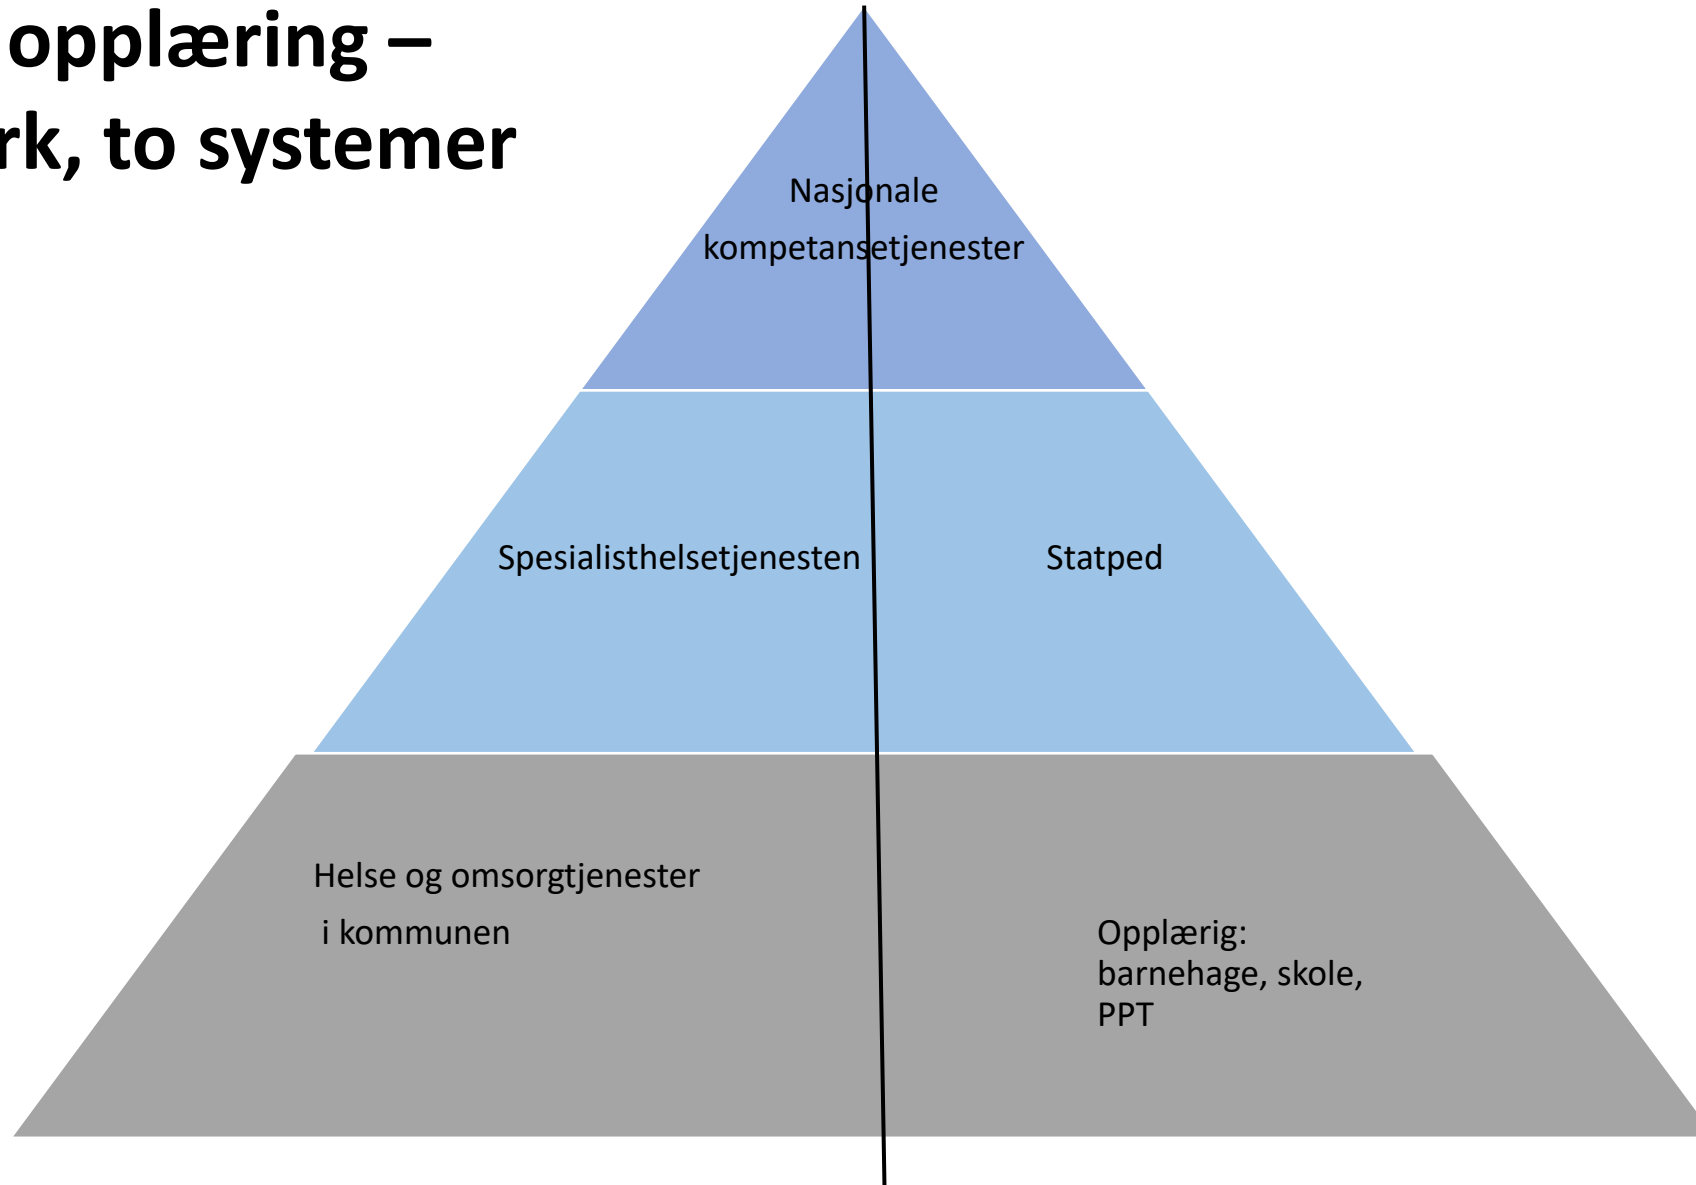 opplæring –
rk, to systemer
Nasjonale
kompetansetjenester
Spesialisthelsetjenesten
Statped
Helse og omsorgtjenester
i kommunen
Opplærig:
barnehage, skole,
PPT